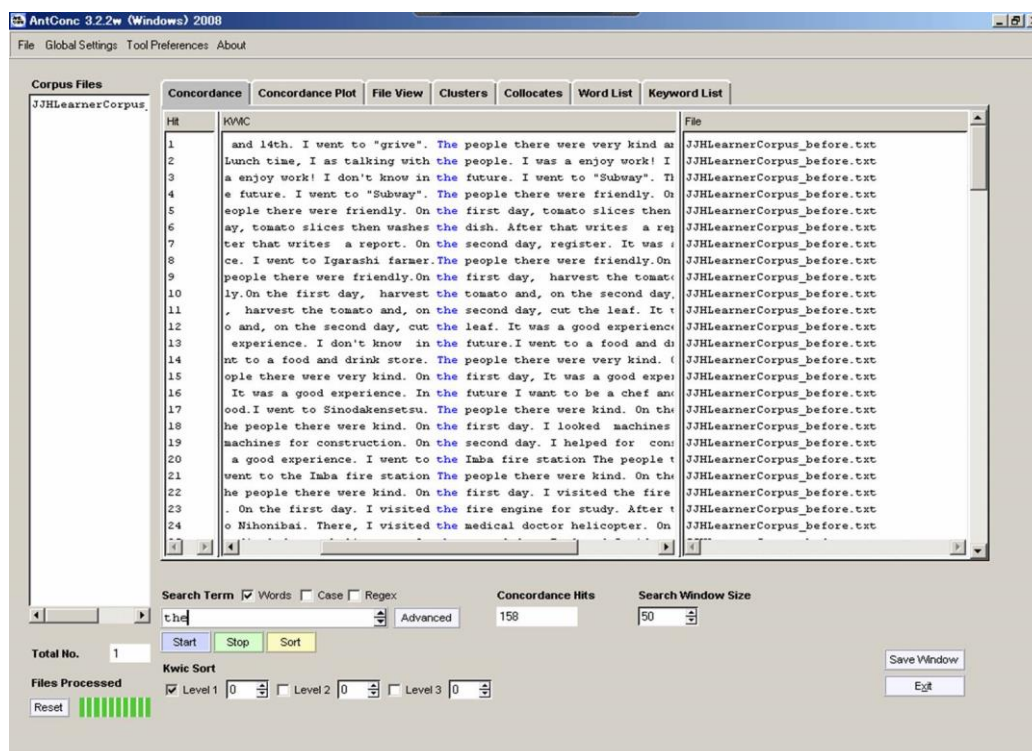 AntConc 3.2.2w (Windows) 2008
File Global Settings Tool Preferences About
Corpus Files
JJHLearnerCorpus_
Concordance Concordance Plot File View Clusters Collocates Word List Keyword List
Hit KWIC File
1 and 14th. I went to "grive". The people there were very kind an JJHLearnerCorpus_before.txt
2 Lunch time, I as talking with the people. I was a enjoy work! I JJHLearnerCorpus_before.txt
3 a enjoy work! I don't know in the future. I went to "Subway". Th JJHLearnerCorpus_before.txt
4 e future. I went to "Subway". The people there were friendly. On JJHLearnerCorpus_before.txt
5 eople there were friendly. On the first day, tomato slices then JJHLearnerCorpus_before.txt
6 ay, tomato slices then washes the dish. After that writes a rep JJHLearnerCorpus_before.txt
7 ter that writes a report. On the second day, register. It was a JJHLearnerCorpus_before.txt
8 ce. I went to Igarashi farmer.The people there were friendly.On JJHLearnerCorpus_before.txt
9 people there were friendly.On the first day, harvest the tomato JJHLearnerCorpus_before.txt
10 ly.On the first day, harvest the tomato and, on the second day, JJHLearnerCorpus_before.txt
11 , harvest the tomato and, on the second day, cut the leaf. It JJHLearnerCorpus_before.txt
12 o and, on the second day, cut the leaf. It was a good experience JJHLearnerCorpus_before.txt
13 experience. I don't know in the future.I went to a food and dr JJHLearnerCorpus_before.txt
14 nt to a food and drink store. The people there were very kind. JJHLearnerCorpus_before.txt
15 ople there were very kind. On the first day, It was a good exper JJHLearnerCorpus_before.txt
16 It was a good experience. In the future I want to be a chef and JJHLearnerCorpus_before.txt
17 ood.I went to Sinodakensetsu. The people there were kind. On the JJHLearnerCorpus_before.txt
18 he people there were kind. On the first day. I looked machines JJHLearnerCorpus_before.txt
19 machines for construction. On the second day. I helped for cons JJHLearnerCorpus_before.txt
20 a good experience. I went to the Imba fire station The people t JJHLearnerCorpus_before.txt
21 went to the Imba fire station The people there were kind. On the JJHLearnerCorpus_before.txt
22 he people there were kind. On the first day. I visited the fire JJHLearnerCorpus_before.txt
23 . On the first day. I visited the fire engine for study. After t JJHLearnerCorpus_before.txt
24 o Nihonibai. There, I visited the medical doctor helicopter. On JJHLearnerCorpus_before.txt
Search Term Words Case Regex Concordance Hits Search Window Size
the Advanced 158 50
Start Stop Sort
Total No. 1
Kwic Sort
Save Window
Files Processed
Level 1 0 Level 2 0 Level 3 0
Exit
Reset